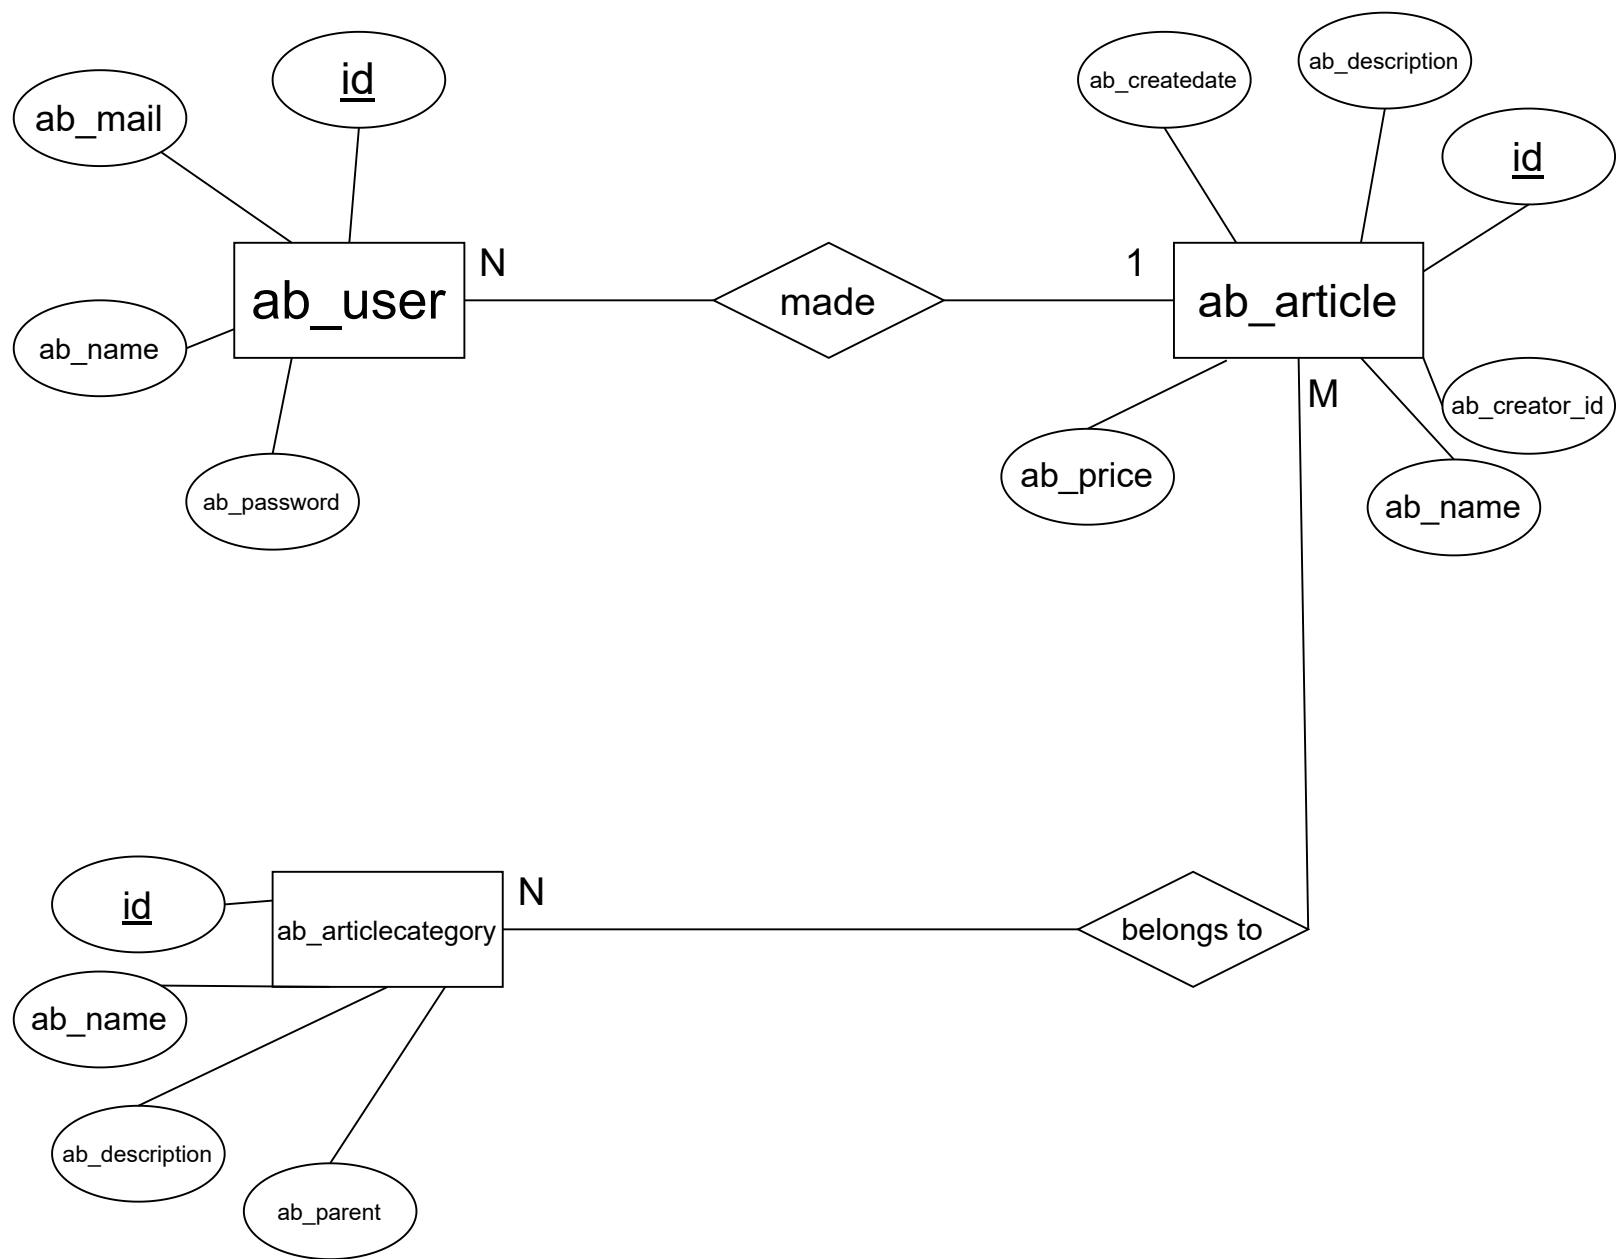 ab_description
id
ab_createdate
ab_mail
id
N
1
ab_user
made
ab_article
ab_name
M
ab_creator_id
ab_price
ab_password
ab_name
N
id
ab_articlecategory
belongs to
ab_name
ab_description
ab_parent